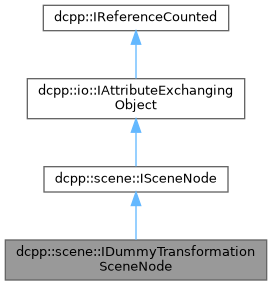 dcpp::IReferenceCounted
dcpp::io::IAttributeExchanging
Object
dcpp::scene::ISceneNode
dcpp::scene::IDummyTransformation
SceneNode